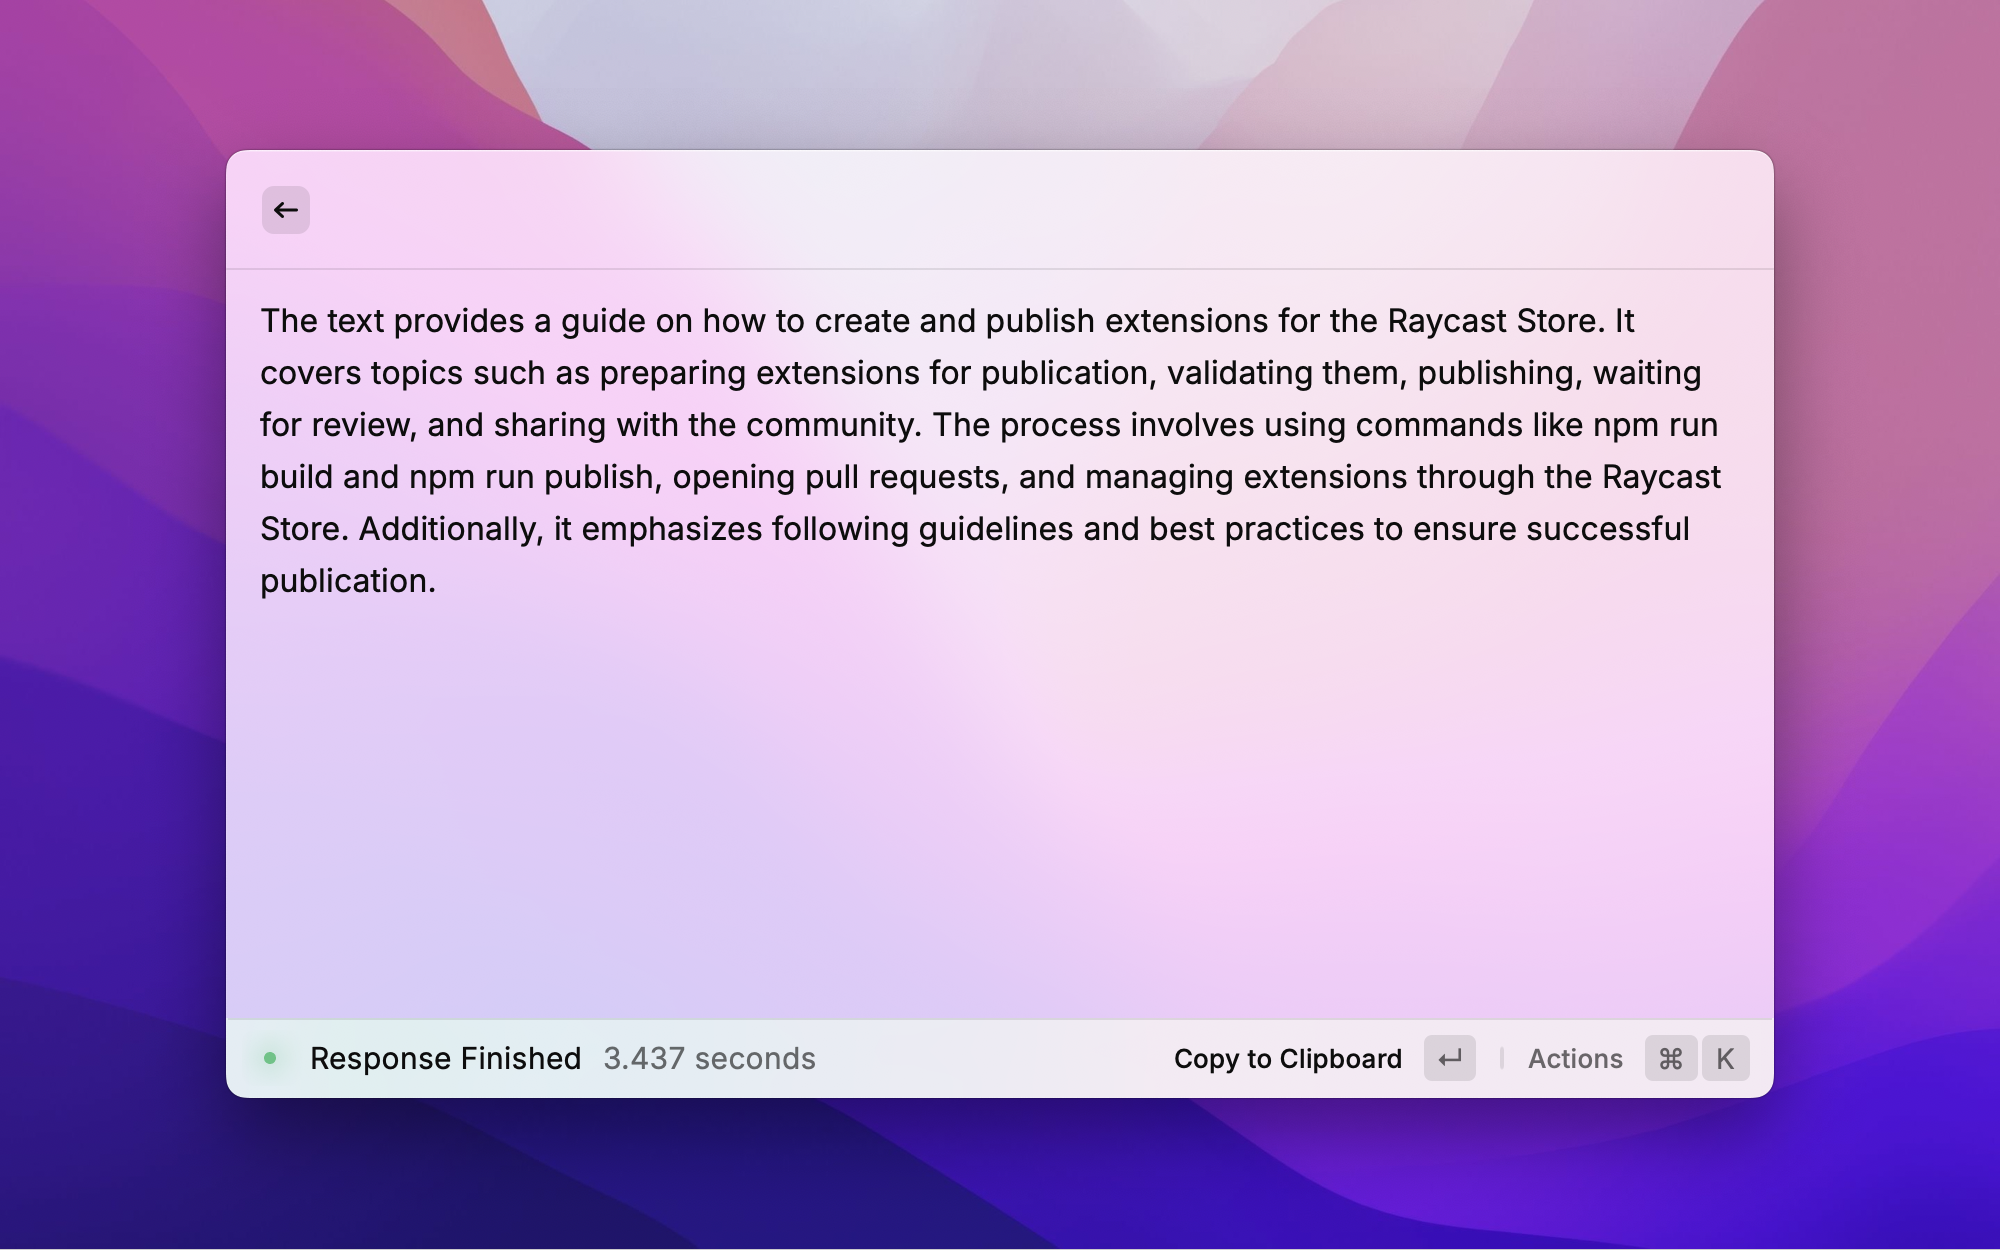 The text provides a guide on how to create and publish extensions for the Raycast Store. It
covers topics such as preparing extensions for publication, validating them, publishing, waiting
for review, and sharing with the community. The process involves using commands like npm run
build and npm run publish, opening pull requests, and managing extensions through the Raycast
Store. Additionally, it emphasizes following guidelines and best practices to ensure successful
publication.
Response Finished 3.437 seconds Copy to Clipboard ↵ Actions ⌘ K